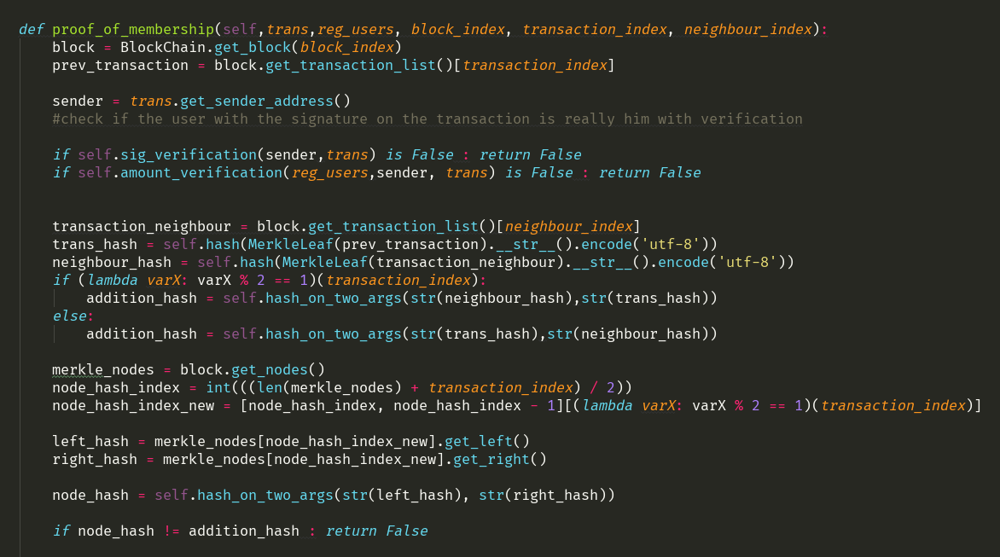 def proof_of_membership(self,trans,reg_users, block_index, transaction_index, neighbour_index):
    block = BlockChain.get_block(block_index)
    prev_transaction = block.get_transaction_list()[transaction_index]

    sender = trans.get_sender_address()
    #check if the user with the signature on the transaction is really him with verification

    if self.sig_verification(sender,trans) is False : return False
    if self.amount_verification(reg_users,sender, trans) is False : return False


    transaction_neighbour = block.get_transaction_list()[neighbour_index]
    trans_hash = self.hash(MerkleLeaf(prev_transaction).__str__().encode('utf-8'))
    neighbour_hash = self.hash(MerkleLeaf(transaction_neighbour).__str__().encode('utf-8'))
    if (lambda varX: varX % 2 == 1)(transaction_index):
        addition_hash = self.hash_on_two_args(str(neighbour_hash),str(trans_hash))
    else:
        addition_hash = self.hash_on_two_args(str(trans_hash),str(neighbour_hash))

    merkle_nodes = block.get_nodes()
    node_hash_index = int(((len(merkle_nodes) + transaction_index) / 2))
    node_hash_index_new = [node_hash_index, node_hash_index - 1][(lambda varX: varX % 2 == 1)(transaction_index)]

    left_hash = merkle_nodes[node_hash_index_new].get_left()
    right_hash = merkle_nodes[node_hash_index_new].get_right()

    node_hash = self.hash_on_two_args(str(left_hash), str(right_hash))

    if node_hash != addition_hash : return False